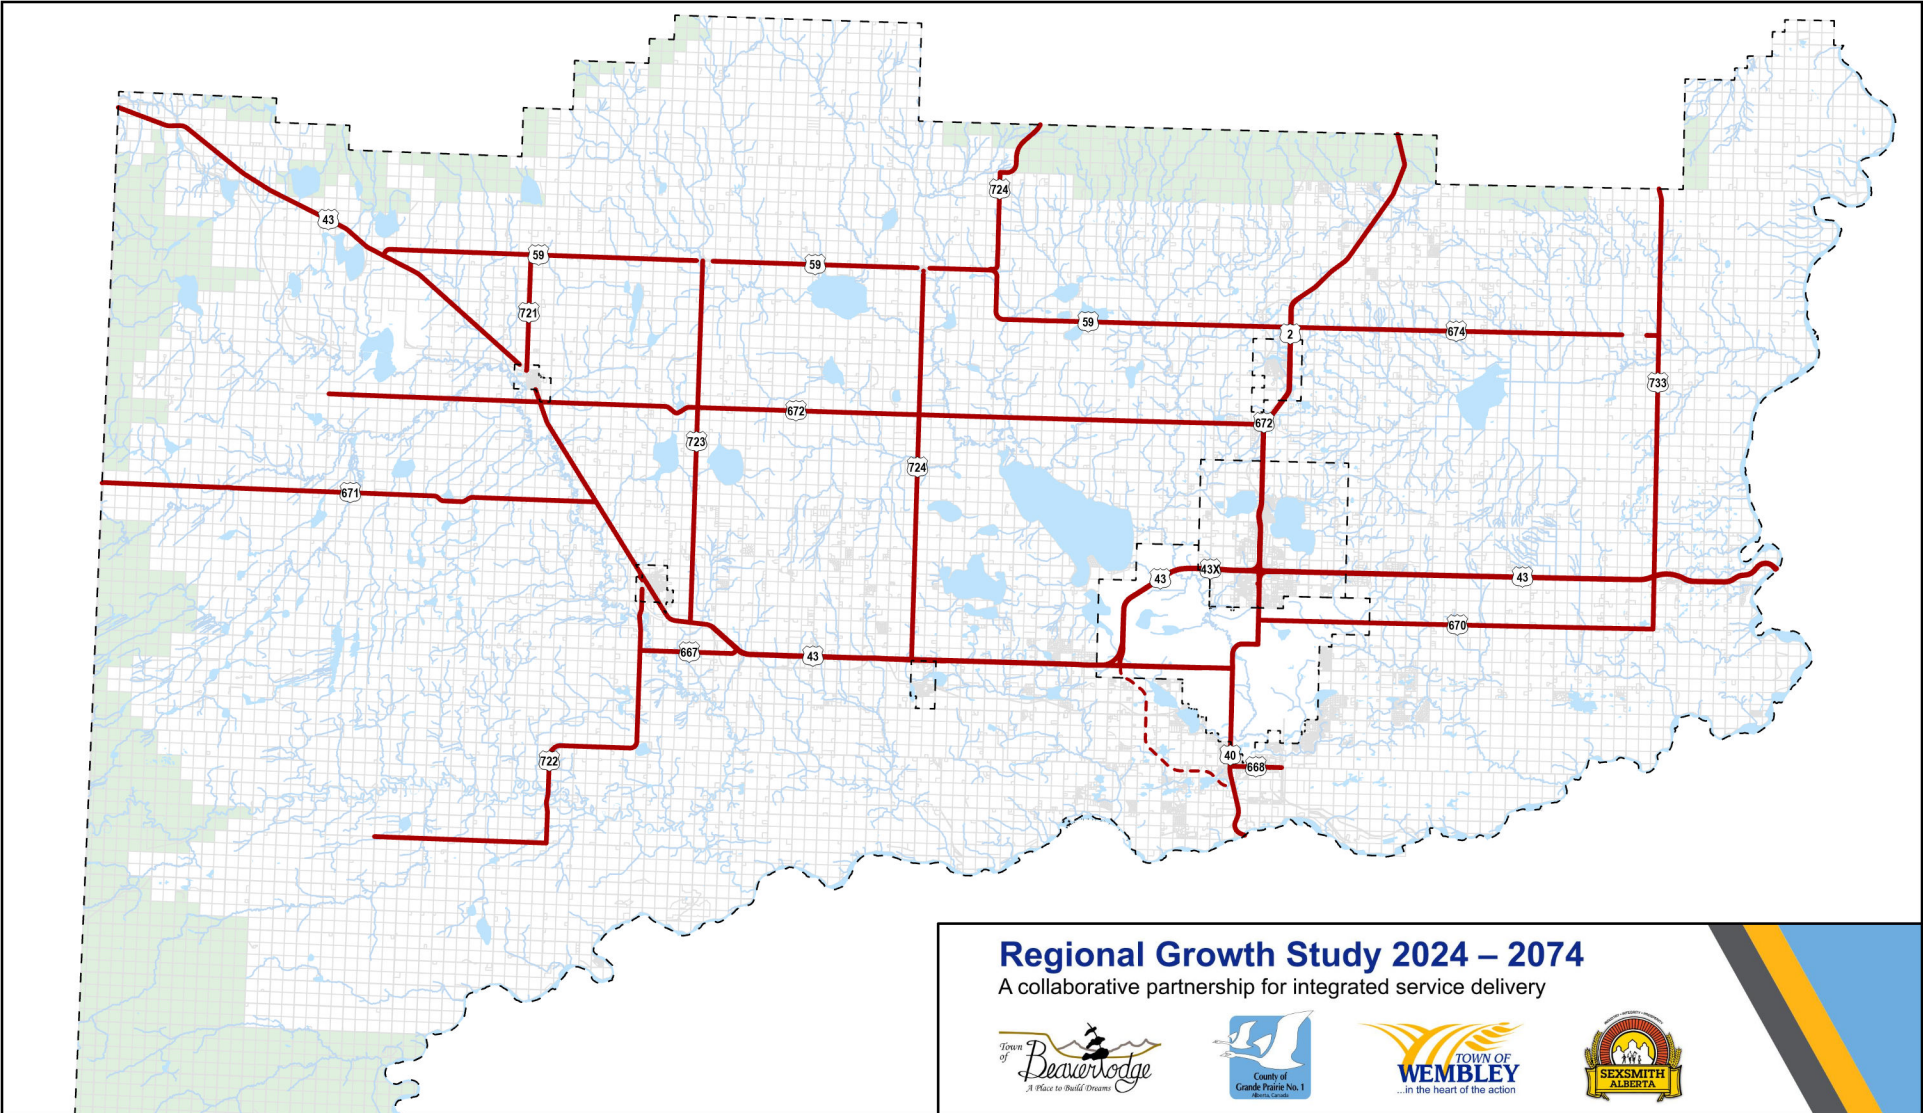 724
43
59
59
721
59
2
674
733
672
672
723
724
671
43
43X
43
670
667
43
722
40
668
Regional Growth Study 2024 – 2074
A collaborative partnership for integrated service delivery
Town
of
Beaverlodge
A Place to Build Dreams
County of
Grande Prairie No. 1
Alberta, Canada
TOWN OF
WEMBLEY
...in the heart of the action
SEXSMITH
ALBERTA